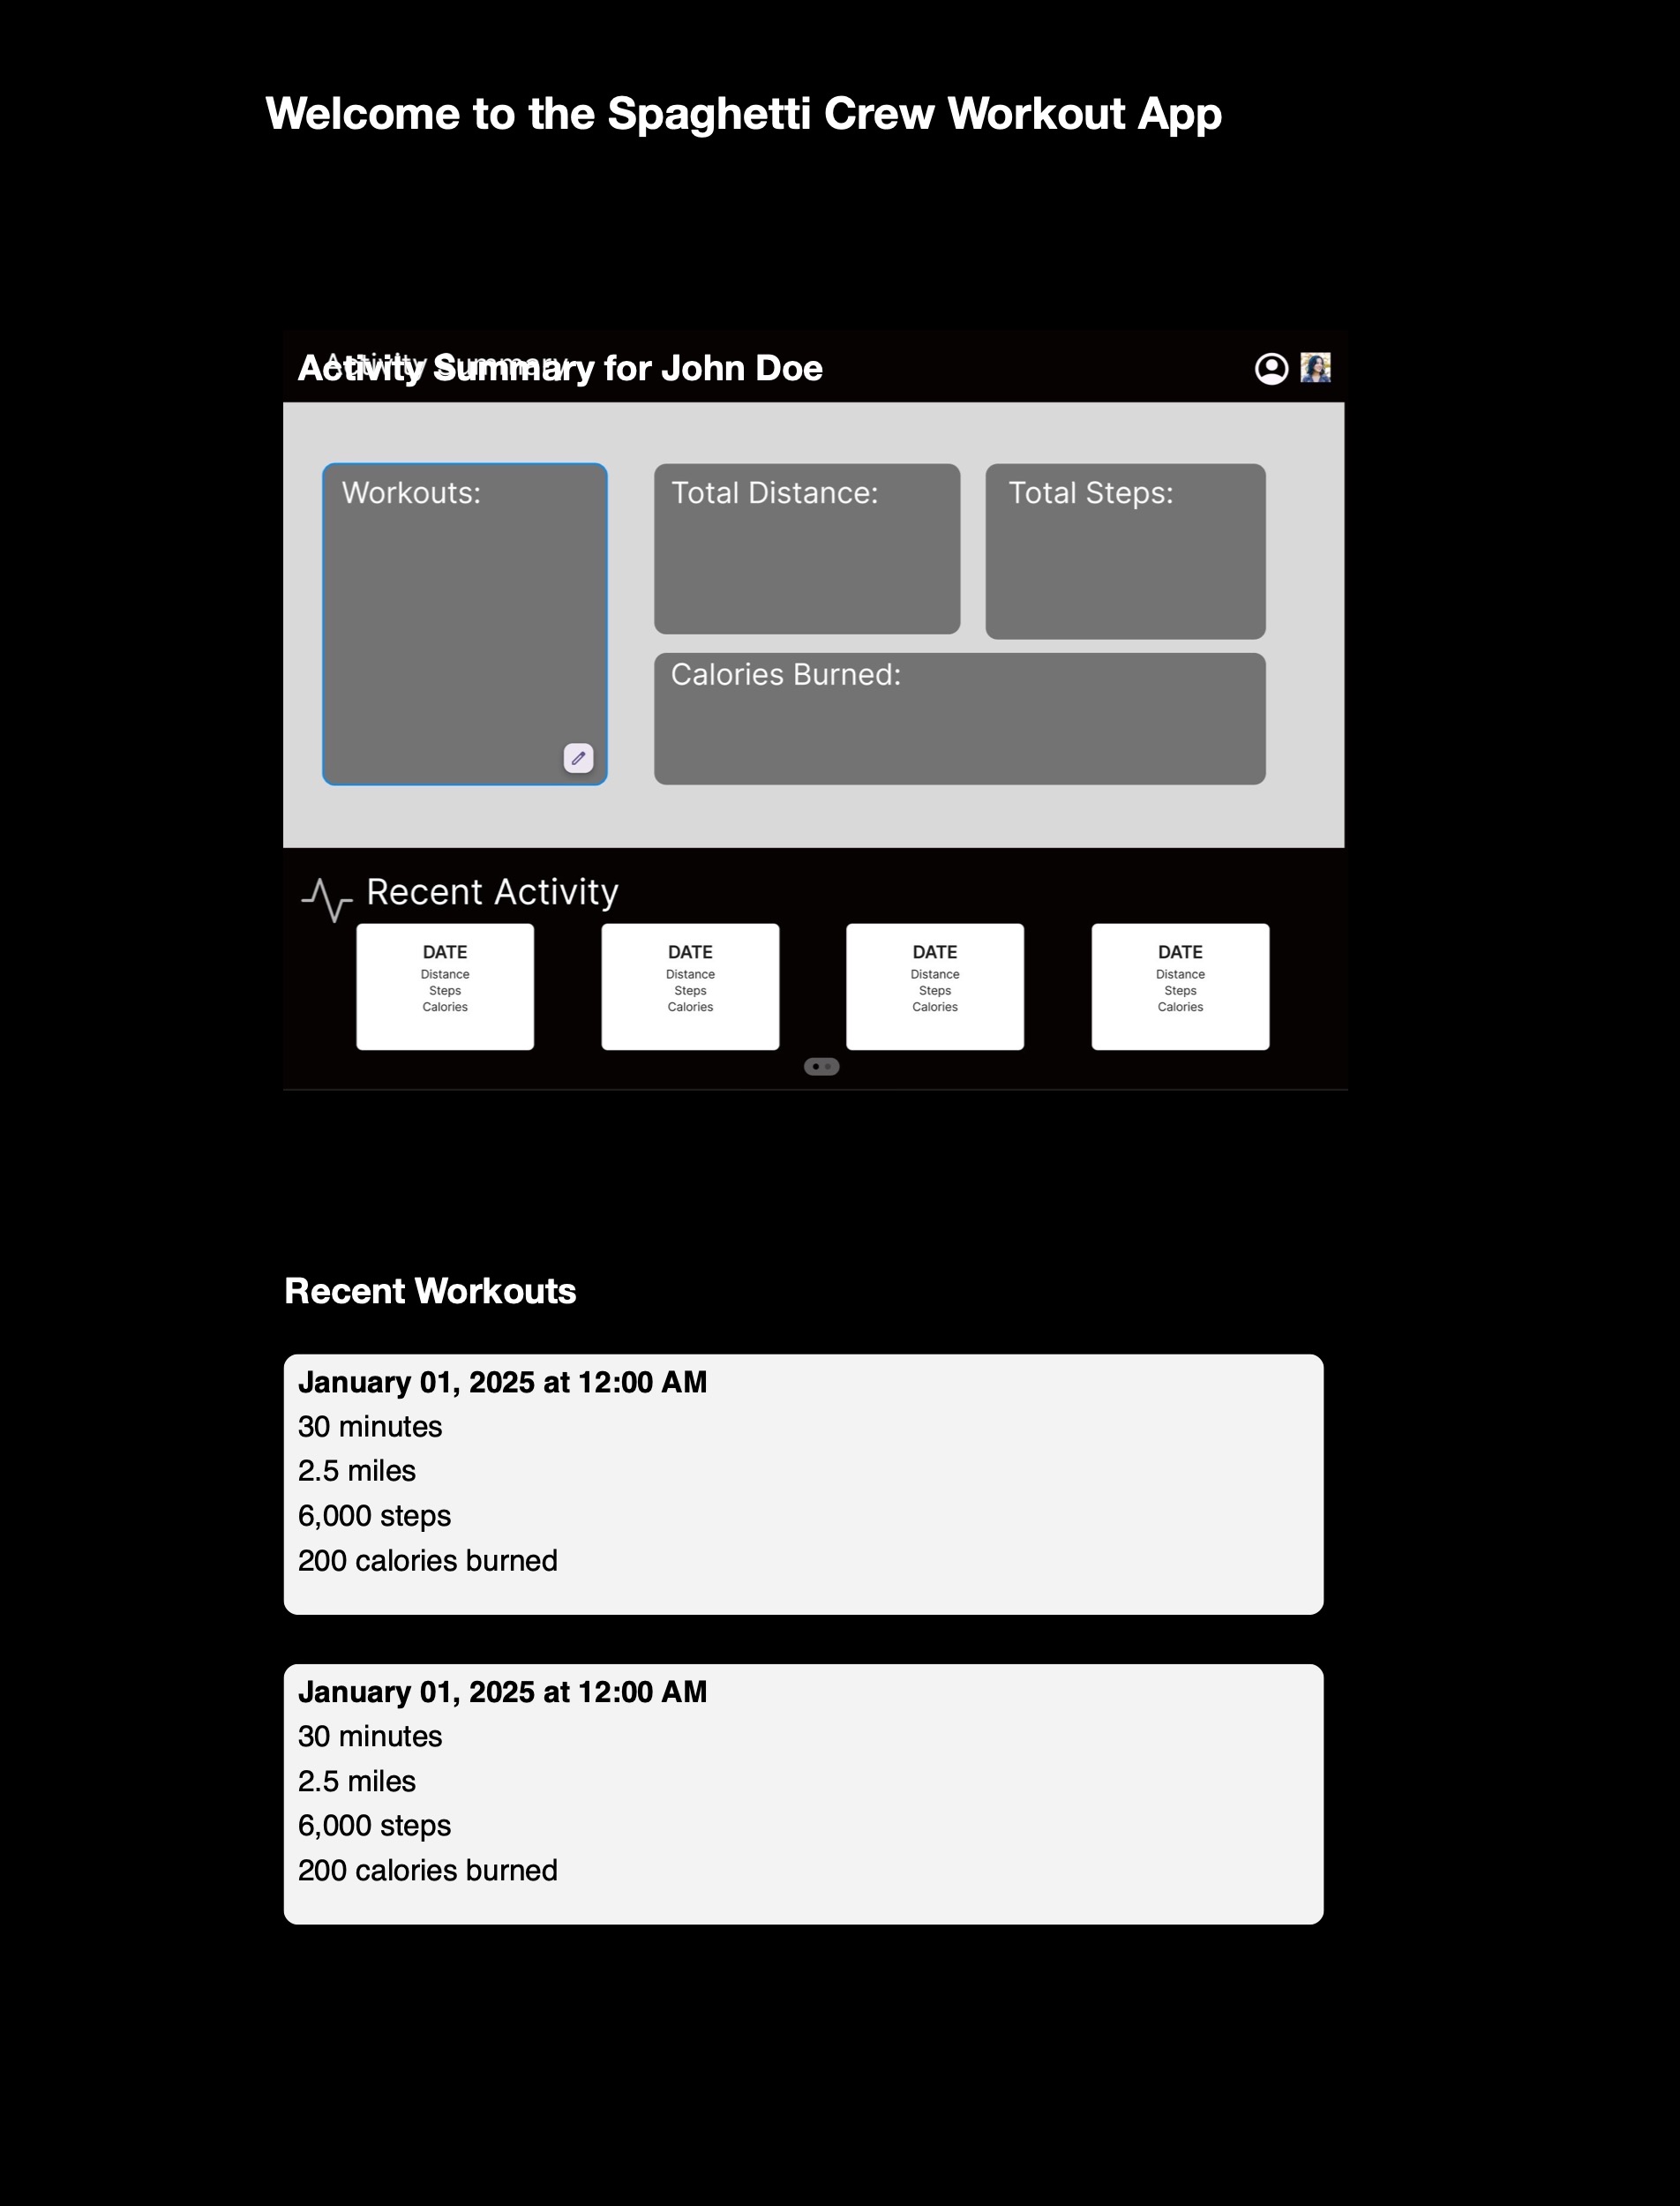 Welcome to the Spaghetti Crew Workout App
Activity Summary
Activity Summary for John Doe
Workouts:
Total Distance:
Total Steps:
Calories Burned:
Recent Activity
DATE
Distance
Steps
Calories
DATE
Distance
Steps
Calories
DATE
Distance
Steps
Calories
DATE
Distance
Steps
Calories
Recent Workouts
January 01, 2025 at 12:00 AM
30 minutes
2.5 miles
6,000 steps
200 calories burned
January 01, 2025 at 12:00 AM
30 minutes
2.5 miles
6,000 steps
200 calories burned